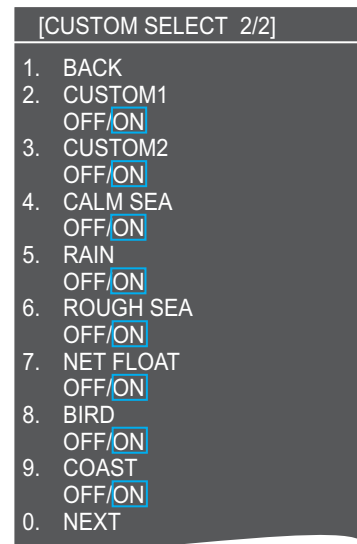 [CUSTOM SELECT 2/2]
1. BACK
2. CUSTOM1
OFF/ON
3. CUSTOM2
OFF/ON
4. CALM SEA
OFF/ON
5. RAIN
OFF/ON
6. ROUGH SEA
OFF/ON
7. NET FLOAT
OFF/ON
8. BIRD
OFF/ON
9. COAST
OFF/ON
0. NEXT